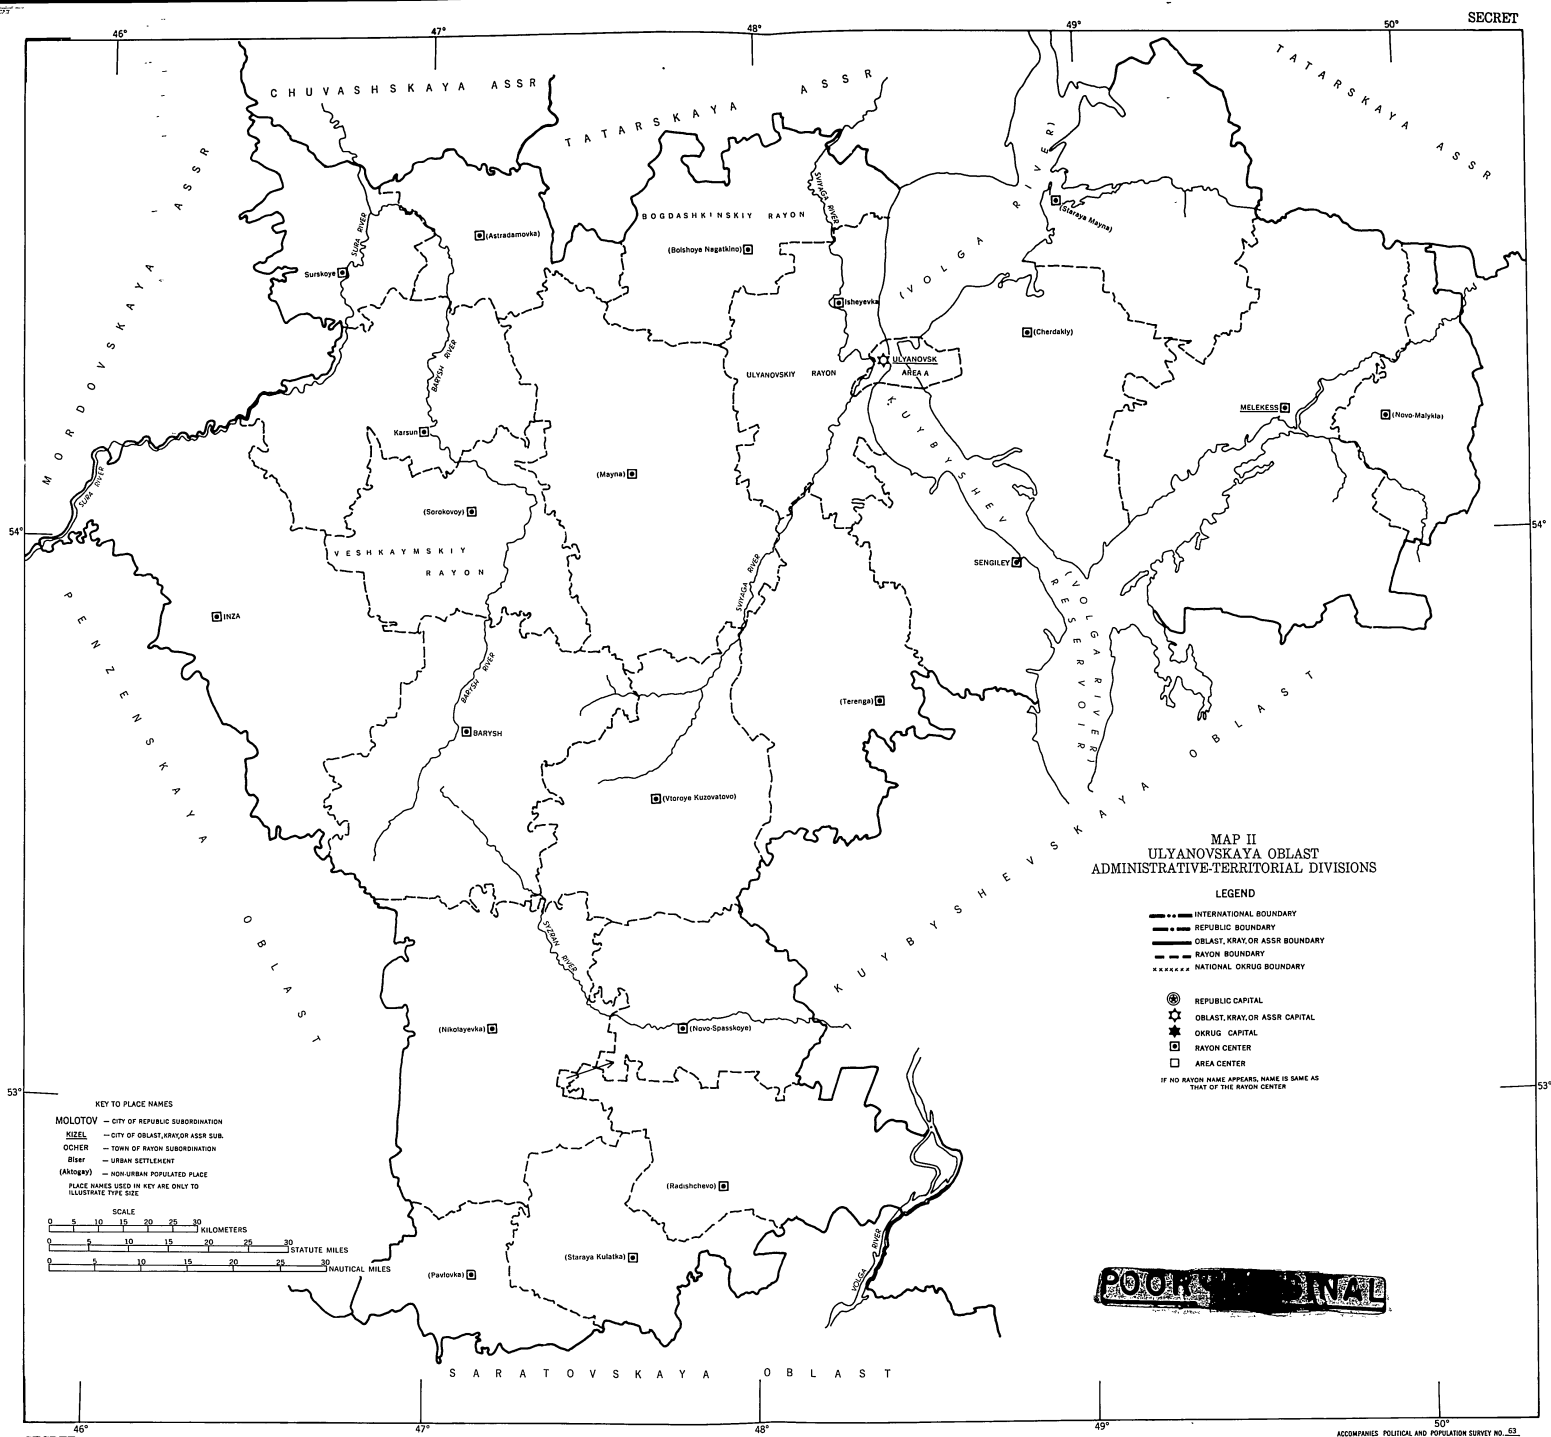 SECRET
46°
47°
48°
49°
50°
CHUVASHSKAYA ASSR
TATARSKAYA ASSR
TATARSKAYA ASSR
MORDOVSKAYA ASSR
SURA RIVER
SVIYAGA RIVER
(VOLGA RIVER)
BOGDASHKINSKIY RAYON
(Staraya Mayna)
(Astradamovka)
(Bolshoye Nagatkino)
Surskoye
Isheyevka
(Cherdakly)
BARYSH RIVER
ULYANOVSK
AREA A
ULYANOVSKIY RAYON
MELEKESS
(Novo-Malykla)
Karsun
KUYBYSHEV
RESERVOIR
(VOLGA RIVER)
(Mayna)
SURA RIVER
(Sorokovoy)
54°
54°
VESHKAYMSKIY
RAYON
SENGILEY
SVIYAGA RIVER
INZA
PENZENSKAYA OBLAST
BARYSH RIVER
(Terenga)
BARYSH
(Vtoroye Kuzovatovo)
KUYBYSHEVSKAYA OBLAST
MAP II
ULYANOVSKAYA OBLAST
ADMINISTRATIVE-TERRITORIAL DIVISIONS
LEGEND
INTERNATIONAL BOUNDARY
REPUBLIC BOUNDARY
OBLAST, KRAY, OR ASSR BOUNDARY
RAYON BOUNDARY
xxxxxxx NATIONAL OKRUG BOUNDARY
REPUBLIC CAPITAL
OBLAST, KRAY, OR ASSR CAPITAL
OKRUG CAPITAL
RAYON CENTER
AREA CENTER
IF NO RAYON NAME APPEARS, NAME IS SAME AS
THAT OF THE RAYON CENTER
SYZRAN RIVER
(Nikolayevka)
(Novo-Spasskoye)
53°
53°
KEY TO PLACE NAMES
MOLOTOV — CITY OF REPUBLIC SUBORDINATION
KIZEL — CITY OF OBLAST, KRAY, OR ASSR SUB.
OCHER — TOWN OF RAYON SUBORDINATION
Biser — URBAN SETTLEMENT
(Aktogay) — NON-URBAN POPULATED PLACE
PLACE NAMES USED IN KEY ARE ONLY TO
ILLUSTRATE TYPE SIZE
SCALE
0 5 10 15 20 25 30
KILOMETERS
0 5 10 15 20 25 30
STATUTE MILES
0 5 10 15 20 25 30
NAUTICAL MILES
(Radishchevo)
(Staraya Kulatka)
(Pavlovka)
VOLGA RIVER
POOR
SARATOVSKAYA OBLAST
46°
47°
48°
49°
50°
ACCOMPANIES POLITICAL AND POPULATION SURVEY NO. 63